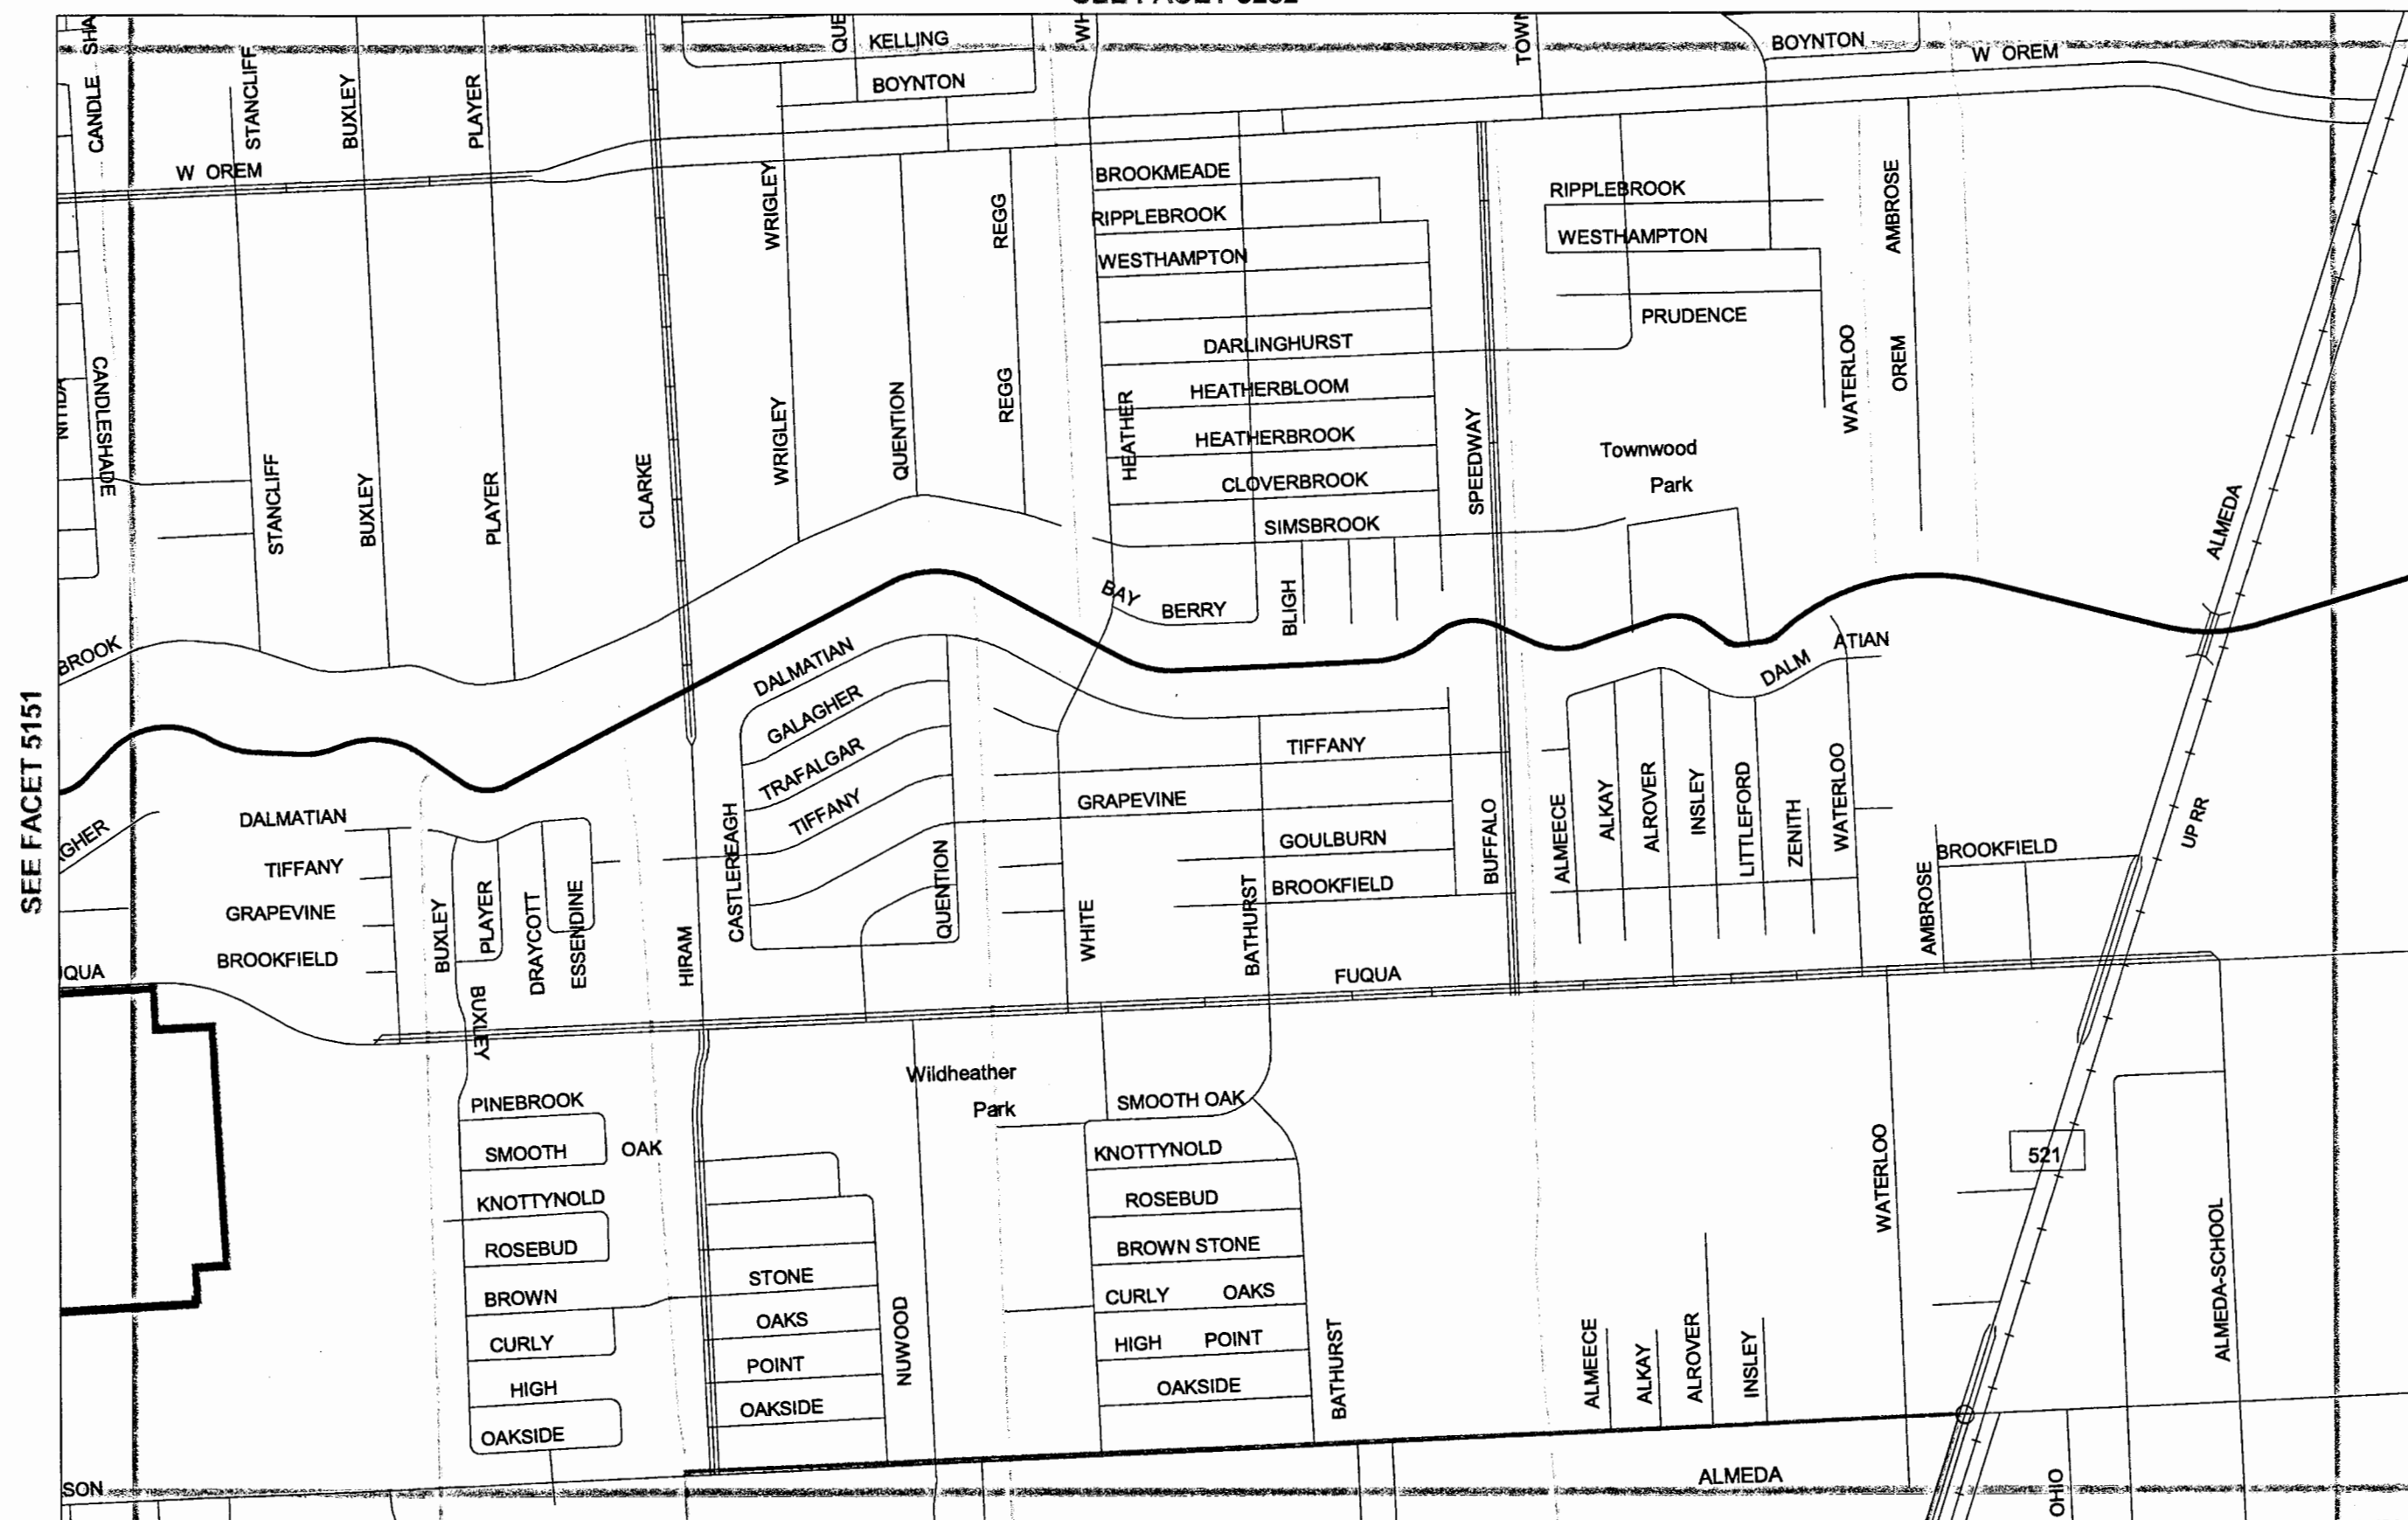 KELLING
BOYNTON
W OREM
BOYNTON
CANDLE
STANCLIFF
BUXLEY
PLAYER
W OREM
WRIGLEY
REGG
BROOKMEADE
RIPPLEBROOK
WESTHAMPTON
RIPPLEBROOK
WESTHAMPTON
AMBROSE
PRUDENCE
DARLINGHURST
HEATHERBLOOM
HEATHERBROOK
CLOVERBROOK
SIMSBROOK
WATERLOO
OREM
CANDLESHADE
STANCLIFF
BUXLEY
PLAYER
CLARKE
WRIGLEY
QUENTION
REGG
HEATHER
SPEEDWAY
Townwood
Park
ALMEDA
BROOK
BAY
BERRY
BLIGH
DALMATIAN
GALAGHER
TRAFALGAR
TIFFANY
DALM
ATIAN
SEE FACET 5151
AGHER
DALMATIAN
TIFFANY
GRAPEVINE
BROOKFIELD
UQUA
BUXLEY
PLAYER
DRAYCOTT
ESSENDINE
HIRAM
CASTLEREAGH
QUENTION
TIFFANY
GRAPEVINE
GOULBURN
BROOKFIELD
WHITE
BATHURST
BUFFALO
ALMEECE
ALKAY
ALROVER
INSLEY
LITTLEFORD
ZENITH
WATERLOO
AMBROSE
BROOKFIELD
UP RR
FUQUA
BUXLEY
Wildheather
Park
PINEBROOK
SMOOTH OAK
KNOTTYNOLD
ROSEBUD
BROWN
CURLY
HIGH
OAKSIDE
STONE
OAKS
POINT
OAKSIDE
NUWOOD
SMOOTH OAK
KNOTTYNOLD
ROSEBUD
BROWN STONE
CURLY OAKS
HIGH POINT
OAKSIDE
BATHURST
ALMEECE
ALKAY
ALROVER
INSLEY
WATERLOO
521
ALMEDA-SCHOOL
SON
ALMEDA
OHIO